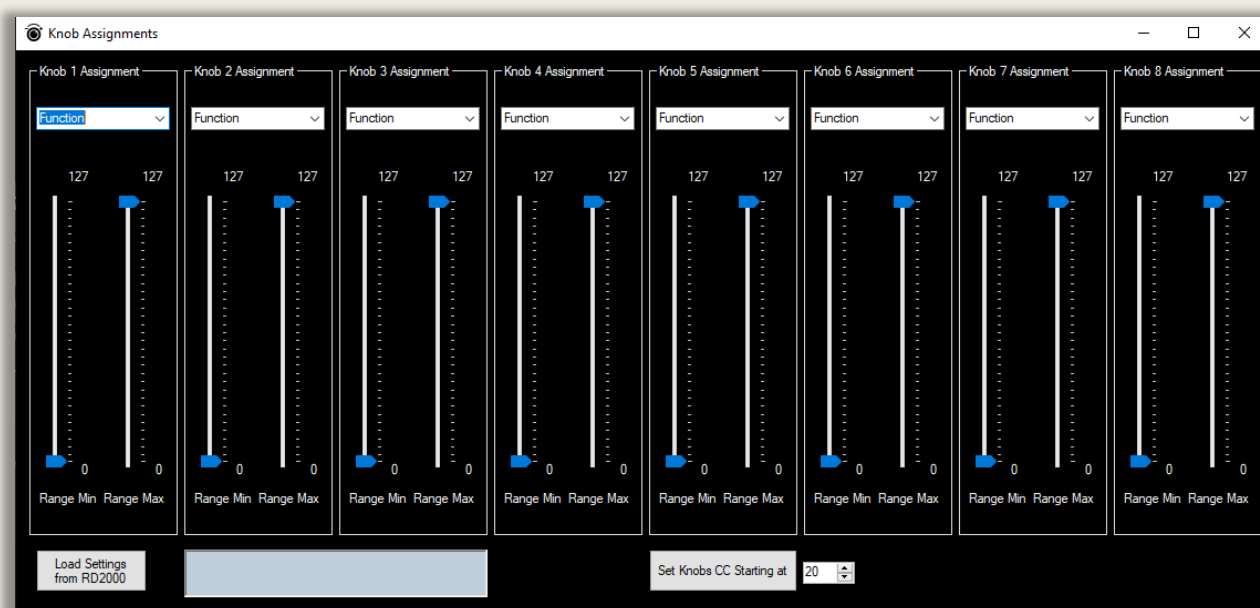 Knob Assignments
Knob 1 Assignment Knob 2 Assignment Knob 3 Assignment Knob 4 Assignment Knob 5 Assignment Knob 6 Assignment Knob 7 Assignment Knob 8 Assignment
Function Function Function Function Function Function Function Function
127 127 127 127 127 127 127 127 127 127 127 127 127 127 127 127
0 0 0 0 0 0 0 0 0 0 0 0 0 0 0 0
Range Min Range Max Range Min Range Max Range Min Range Max Range Min Range Max Range Min Range Max Range Min Range Max Range Min Range Max Range Min Range Max
Load Settings
from RD2000
Set Knobs CC Starting at 20